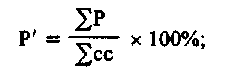 P′ = ∑P / ∑cc × 100%;